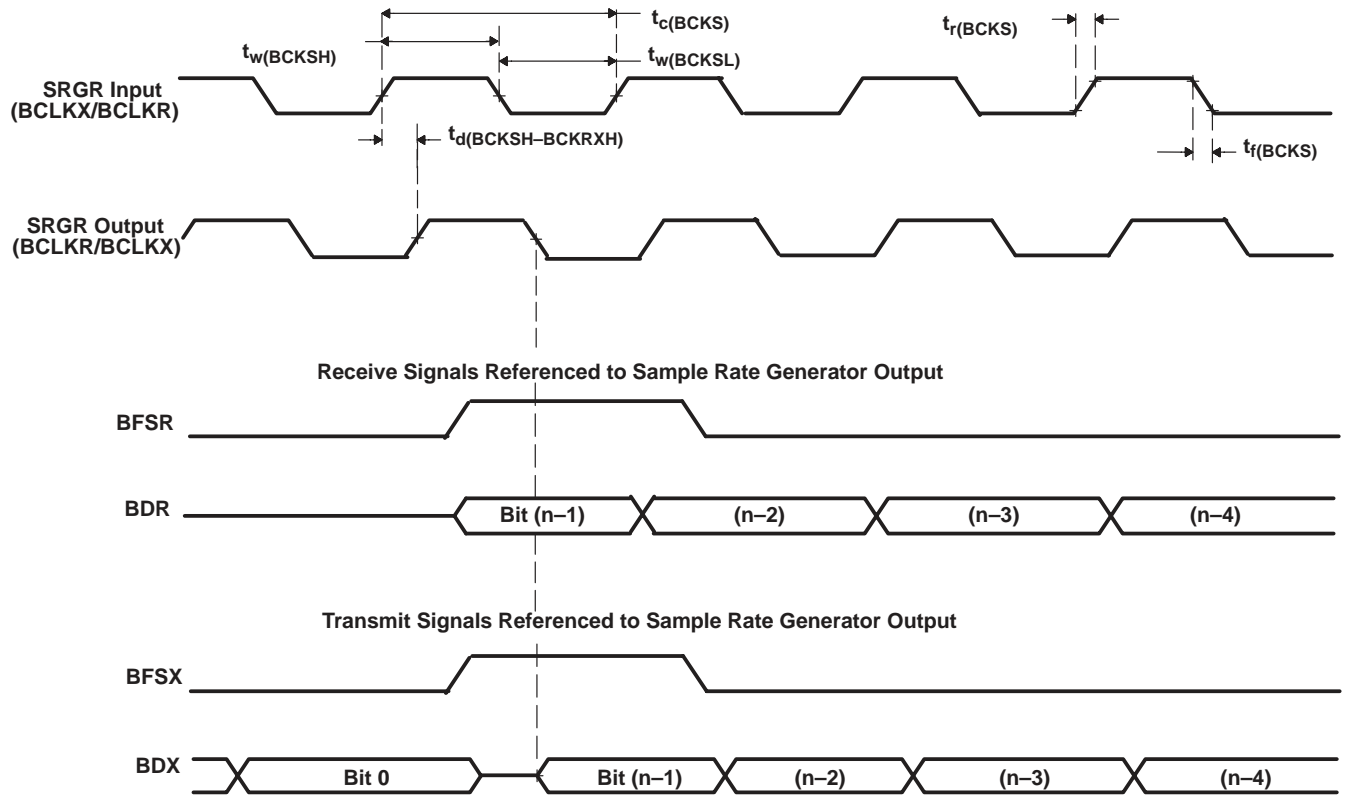 tc(BCKS)
tr(BCKS)
tw(BCKSH)
tw(BCKSL)
SRGR Input
(BCLKX/BCLKR)
td(BCKSH–BCKRXH)
tf(BCKS)
SRGR Output
(BCLKR/BCLKX)
Receive Signals Referenced to Sample Rate Generator Output
BFSR
BDR
Bit (n–1) (n–2) (n–3) (n–4)
Transmit Signals Referenced to Sample Rate Generator Output
BFSX
BDX
Bit 0 Bit (n–1) (n–2) (n–3) (n–4)